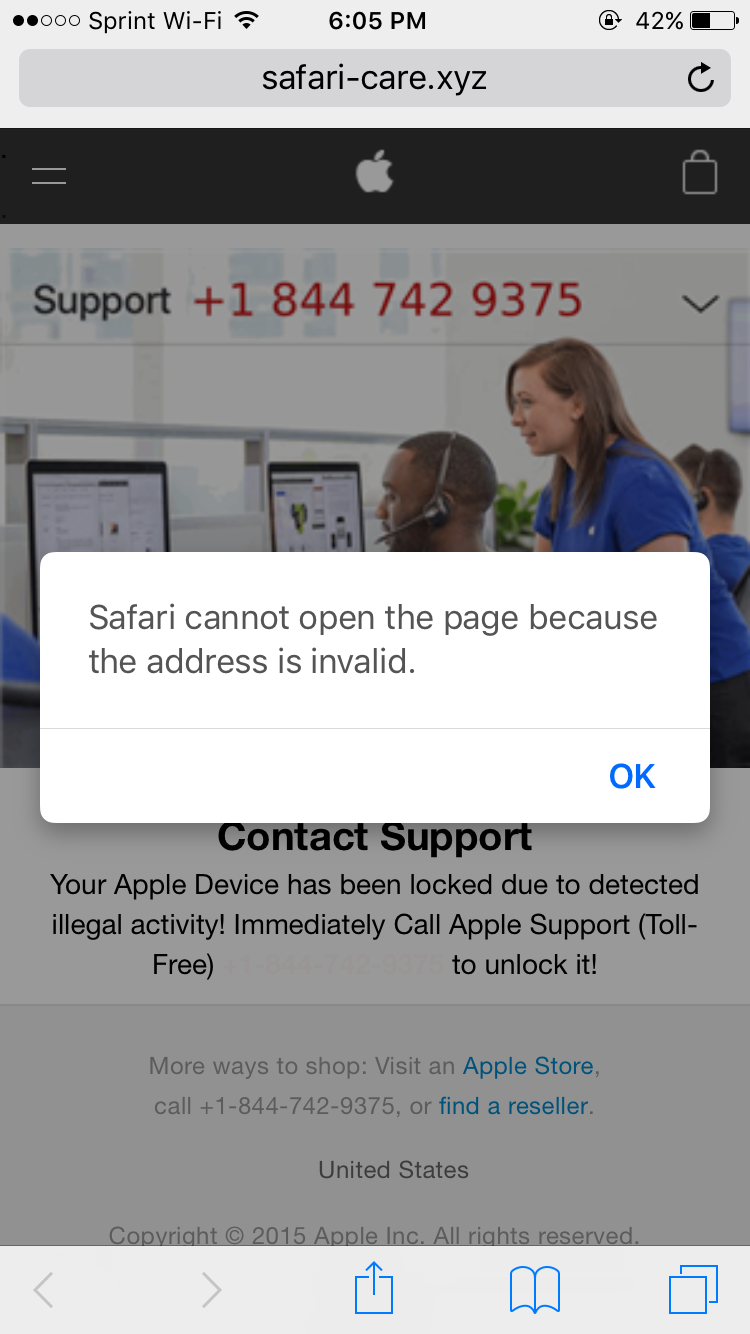 Sprint Wi-Fi 6:05 PM 42%
safari-care.xyz
Support +1 844 742 9375
Safari cannot open the page because
the address is invalid.
OK
Contact Support
Your Apple Device has been locked due to detected
illegal activity! Immediately Call Apple Support (Toll-
Free) +1-844-742-9375 to unlock it!
More ways to shop: Visit an Apple Store,
call +1-844-742-9375, or find a reseller.
United States
Copyright © 2015 Apple Inc. All rights reserved.